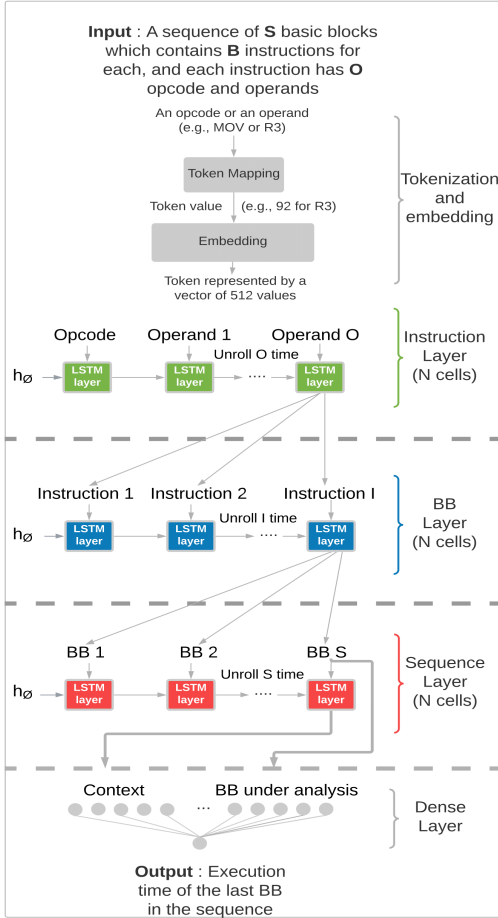 Input : A sequence of S basic blocks
which contains B instructions for
each, and each instruction has O
opcode and operands
An opcode or an operand
(e.g., MOV or R3)
Token Mapping
Token value (e.g., 92 for R3)
Embedding
Token represented by a
vector of 512 values
Tokenization
and
embedding
Opcode Operand 1 Operand O
Unroll O time
hø LSTM layer LSTM layer .... LSTM layer
Instruction
Layer
(N cells)
Instruction 1 Instruction 2 Instruction I
Unroll I time
hø LSTM layer LSTM layer .... LSTM layer
BB
Layer
(N cells)
BB 1 BB 2 BB S
Unroll S time
hø LSTM layer LSTM layer .... LSTM layer
Sequence
Layer
(N cells)
Context ... BB under analysis
Dense
Layer
Output : Execution
time of the last BB
in the sequence